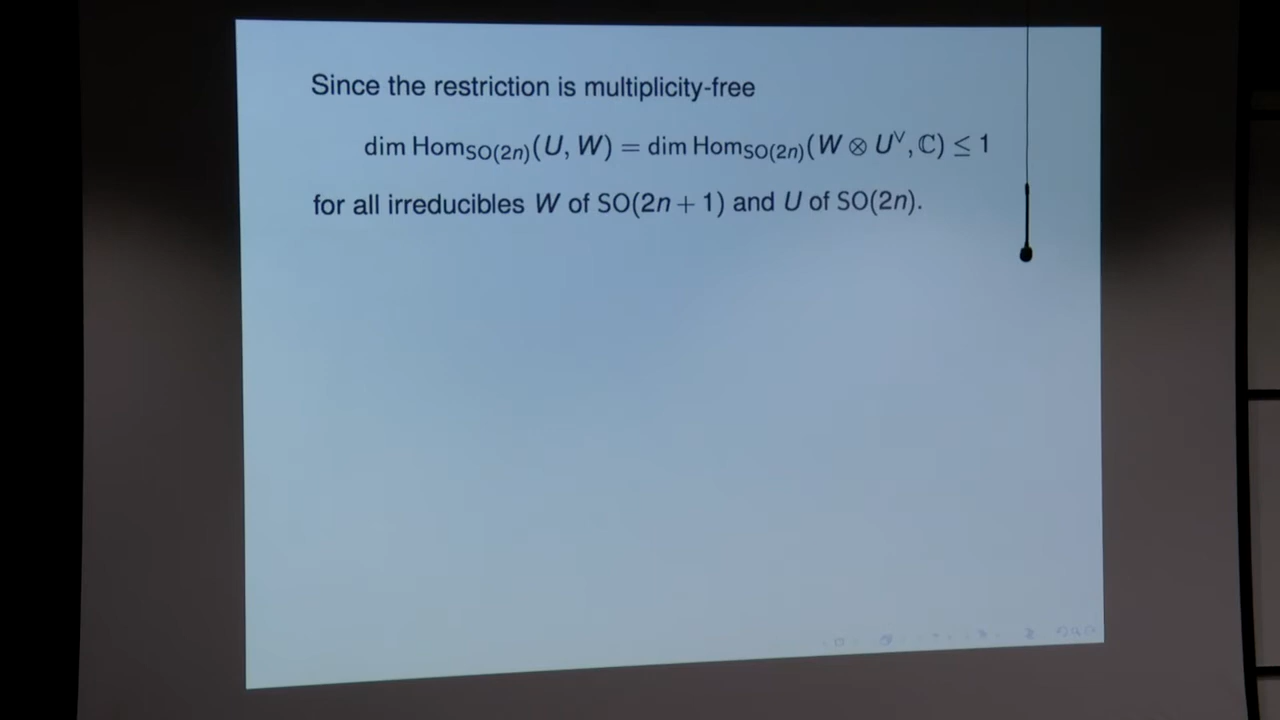 Since the restriction is multiplicity-free
dim Hom_{SO(2n)}(U, W) = dim Hom_{SO(2n)}(W ⊗ U^∨, ℂ) ≤ 1
for all irreducibles W of SO(2n + 1) and U of SO(2n).